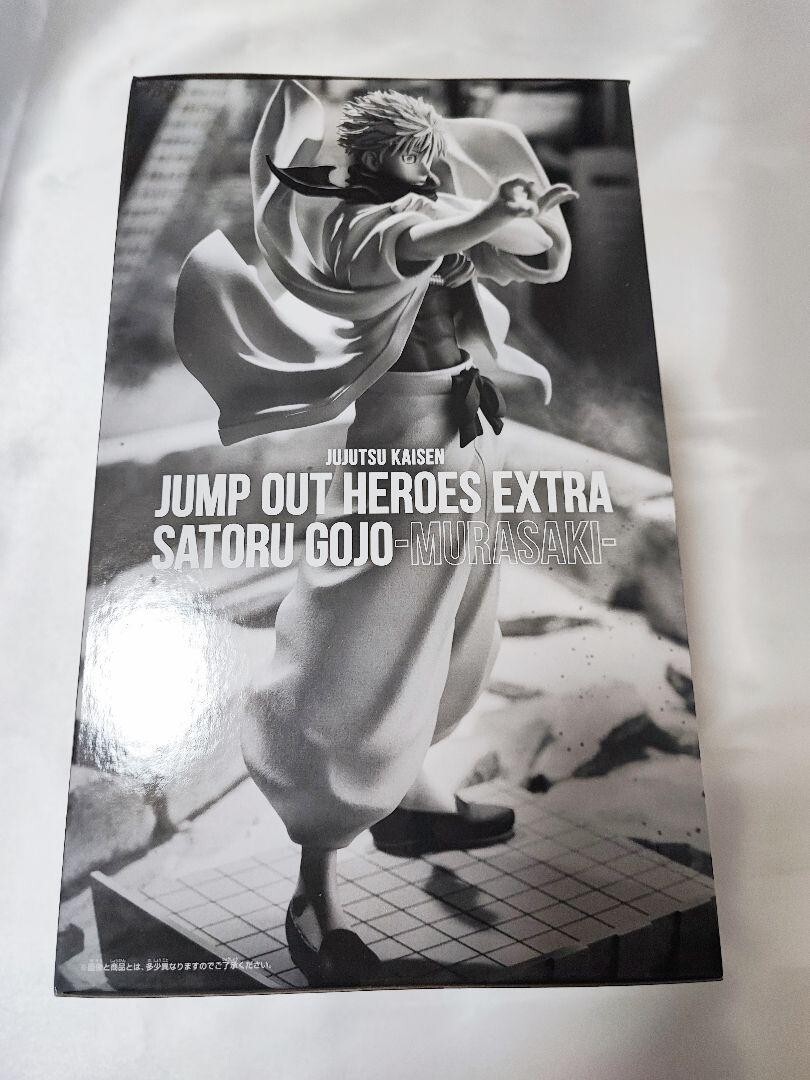 JUJUTSU KAISEN
JUMP OUT HEROES EXTRA
SATORU GOJO-MURASAKI-
※画像と商品とは、多少異なりますのでご了承ください。